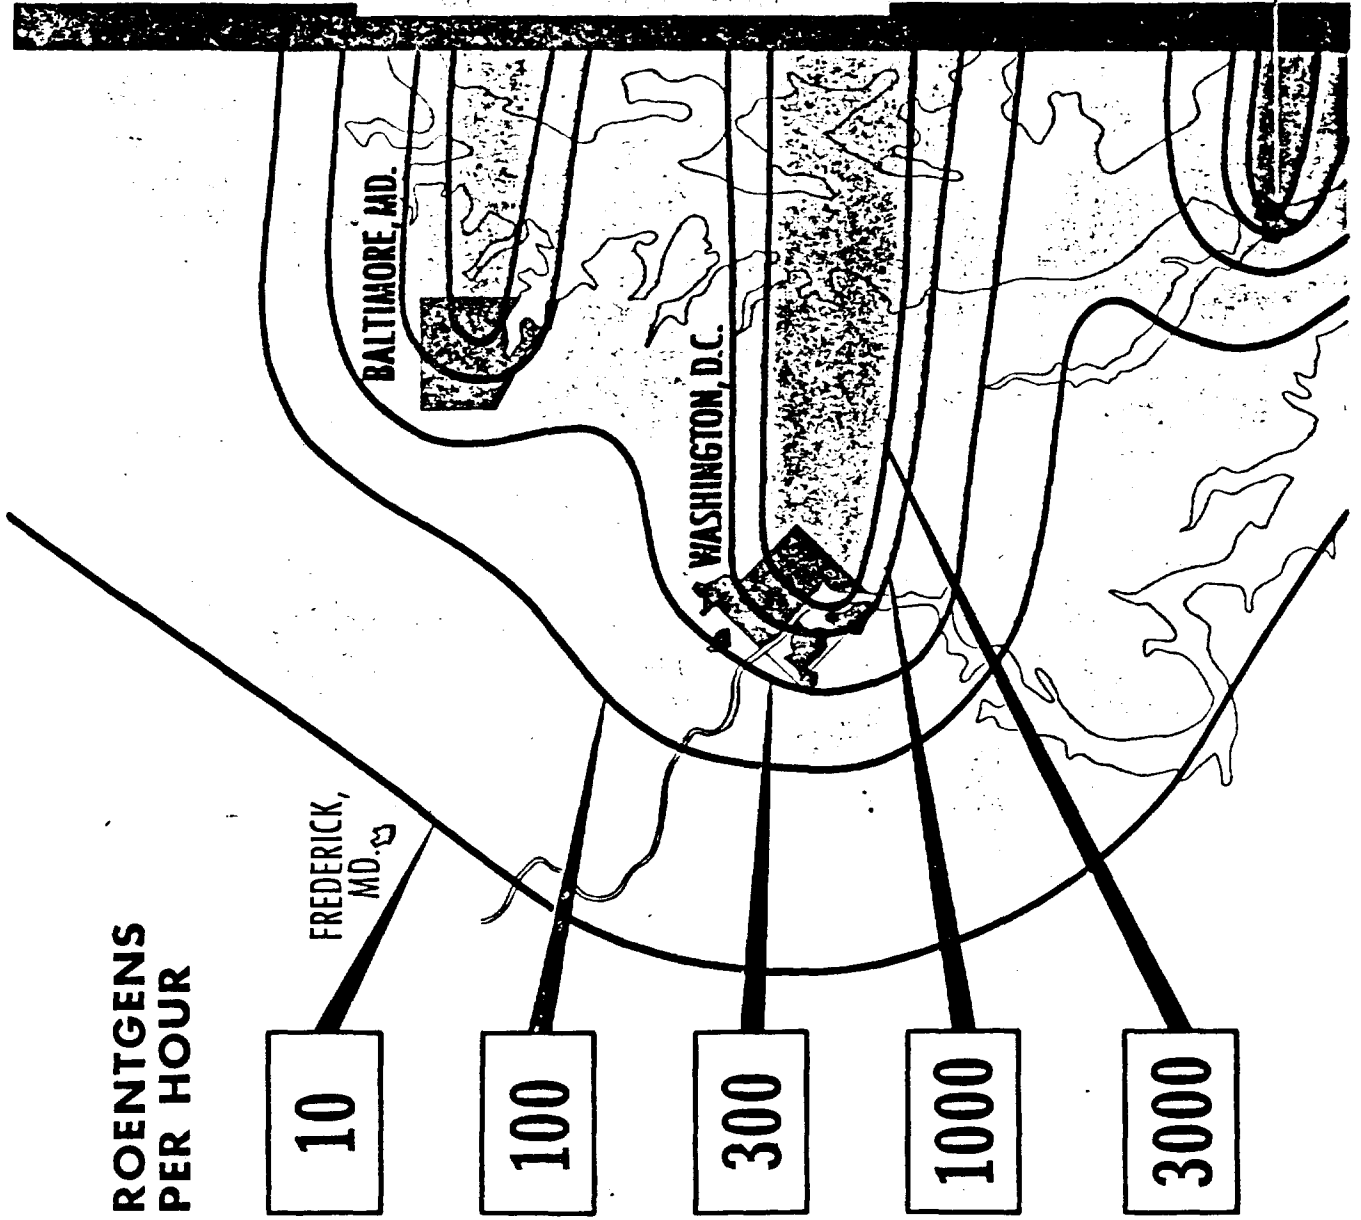 ROENTGENS
PER HOUR
10
100
300
1000
3000
FREDERICK,
MD.
BALTIMORE, MD.
WASHINGTON, D.C.